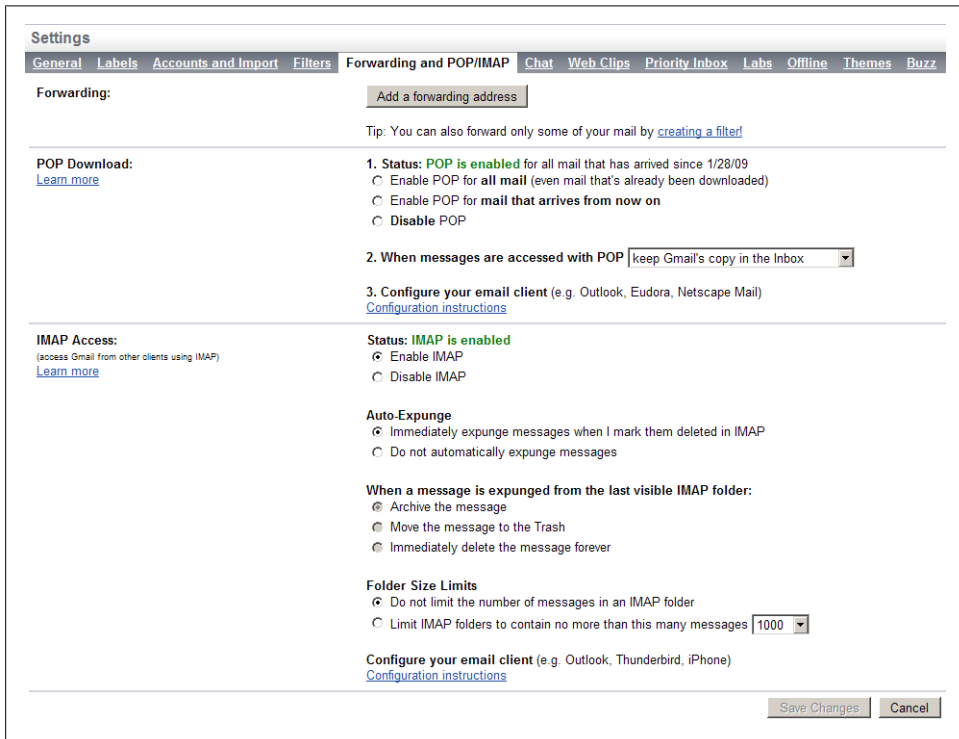 Settings
General Labels Accounts and Import Filters Forwarding and POP/IMAP Chat Web Clips Priority Inbox Labs Offline Themes Buzz
Forwarding:
Add a forwarding address
Tip: You can also forward only some of your mail by creating a filter!
POP Download:
Learn more
1. Status: POP is enabled for all mail that has arrived since 1/28/09
Enable POP for all mail (even mail that's already been downloaded)
Enable POP for mail that arrives from now on
Disable POP
2. When messages are accessed with POP keep Gmail's copy in the Inbox
3. Configure your email client (e.g. Outlook, Eudora, Netscape Mail)
Configuration instructions
IMAP Access:
(access Gmail from other clients using IMAP)
Learn more
Status: IMAP is enabled
Enable IMAP
Disable IMAP
Auto-Expunge
Immediately expunge messages when I mark them deleted in IMAP
Do not automatically expunge messages
When a message is expunged from the last visible IMAP folder:
Archive the message
Move the message to the Trash
Immediately delete the message forever
Folder Size Limits
Do not limit the number of messages in an IMAP folder
Limit IMAP folders to contain no more than this many messages 1000
Configure your email client (e.g. Outlook, Thunderbird, iPhone)
Configuration instructions
Save Changes Cancel